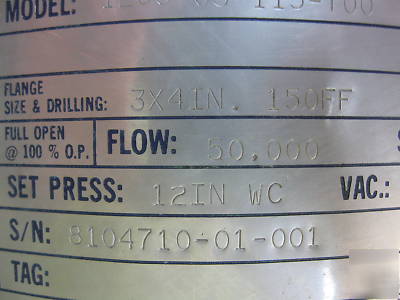 MODEL:
FLANGE
SIZE & DRILLING: 3X4IN. 150FF
FULL OPEN
@ 100 % O.P. FLOW: 50,000
SET PRESS: 12IN WC VAC.:
S/N: 8104710-01-001
TAG: